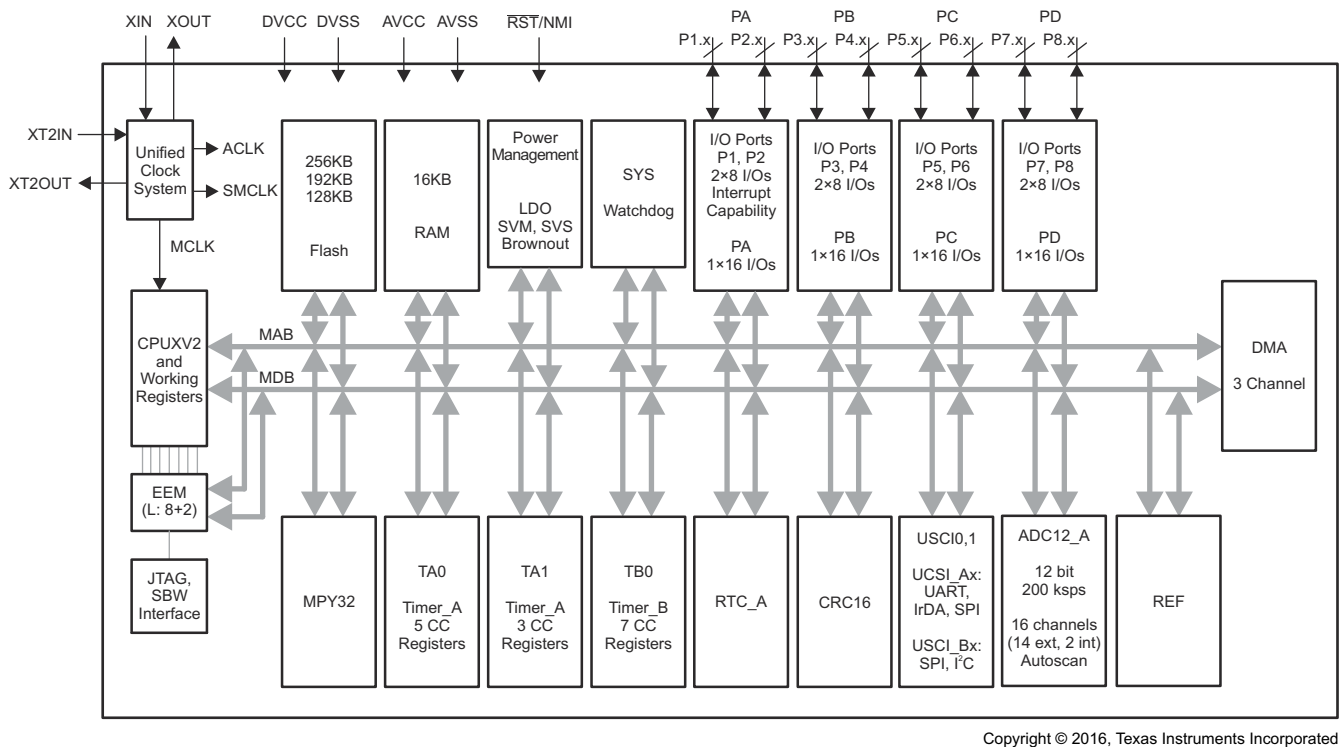 XIN
XOUT
DVCC
DVSS
AVCC
AVSS
RST/NMI
PA
P1.x
P2.x
PB
P3.x
P4.x
PC
P5.x
P6.x
PD
P7.x
P8.x
XT2IN
XT2OUT
Unified
Clock
System
ACLK
SMCLK
MCLK
256KB
192KB
128KB
Flash
16KB
RAM
Power
Management
LDO
SVM, SVS
Brownout
SYS
Watchdog
I/O Ports
P1, P2
2×8 I/Os
Interrupt
Capability
PA
1×16 I/Os
I/O Ports
P3, P4
2×8 I/Os
PB
1×16 I/Os
I/O Ports
P5, P6
2×8 I/Os
PC
1×16 I/Os
I/O Ports
P7, P8
2×8 I/Os
PD
1×16 I/Os
CPUXV2
and
Working
Registers
MAB
MDB
DMA
3 Channel
EEM
(L: 8+2)
JTAG,
SBW
Interface
MPY32
TA0
Timer_A
5 CC
Registers
TA1
Timer_A
3 CC
Registers
TB0
Timer_B
7 CC
Registers
RTC_A
CRC16
USCI0,1
UCSI_Ax:
UART,
IrDA, SPI
USCI_Bx:
SPI, I²C
ADC12_A
12 bit
200 ksps
16 channels
(14 ext, 2 int)
Autoscan
REF
Copyright © 2016, Texas Instruments Incorporated